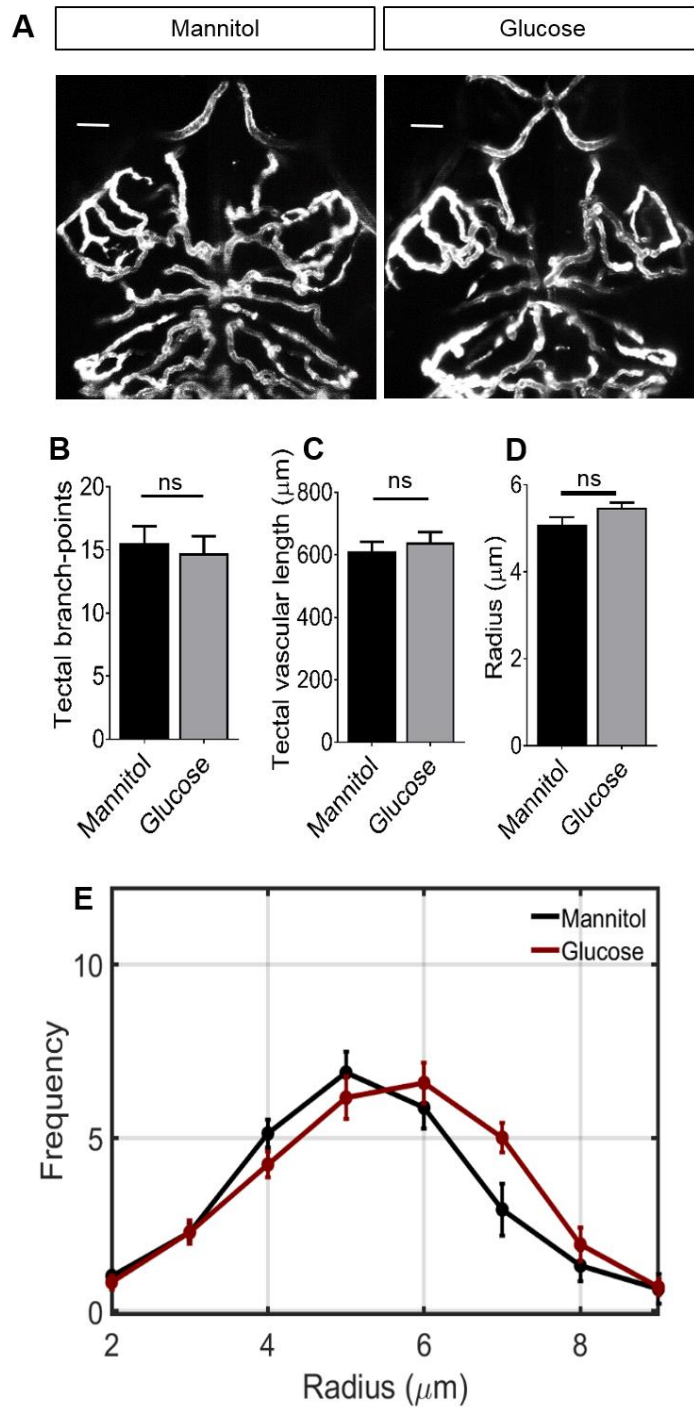 A
Mannitol
Glucose
B
ns
Tectal branch-points
20
15
10
5
0
Mannitol
Glucose
C
ns
Tectal vascular length (μm)
800
600
400
200
0
Mannitol
Glucose
D
ns
Radius (μm)
6
4
2
0
Mannitol
Glucose
E
Mannitol
Glucose
Frequency
10
5
0
2
4
6
8
Radius (μm)